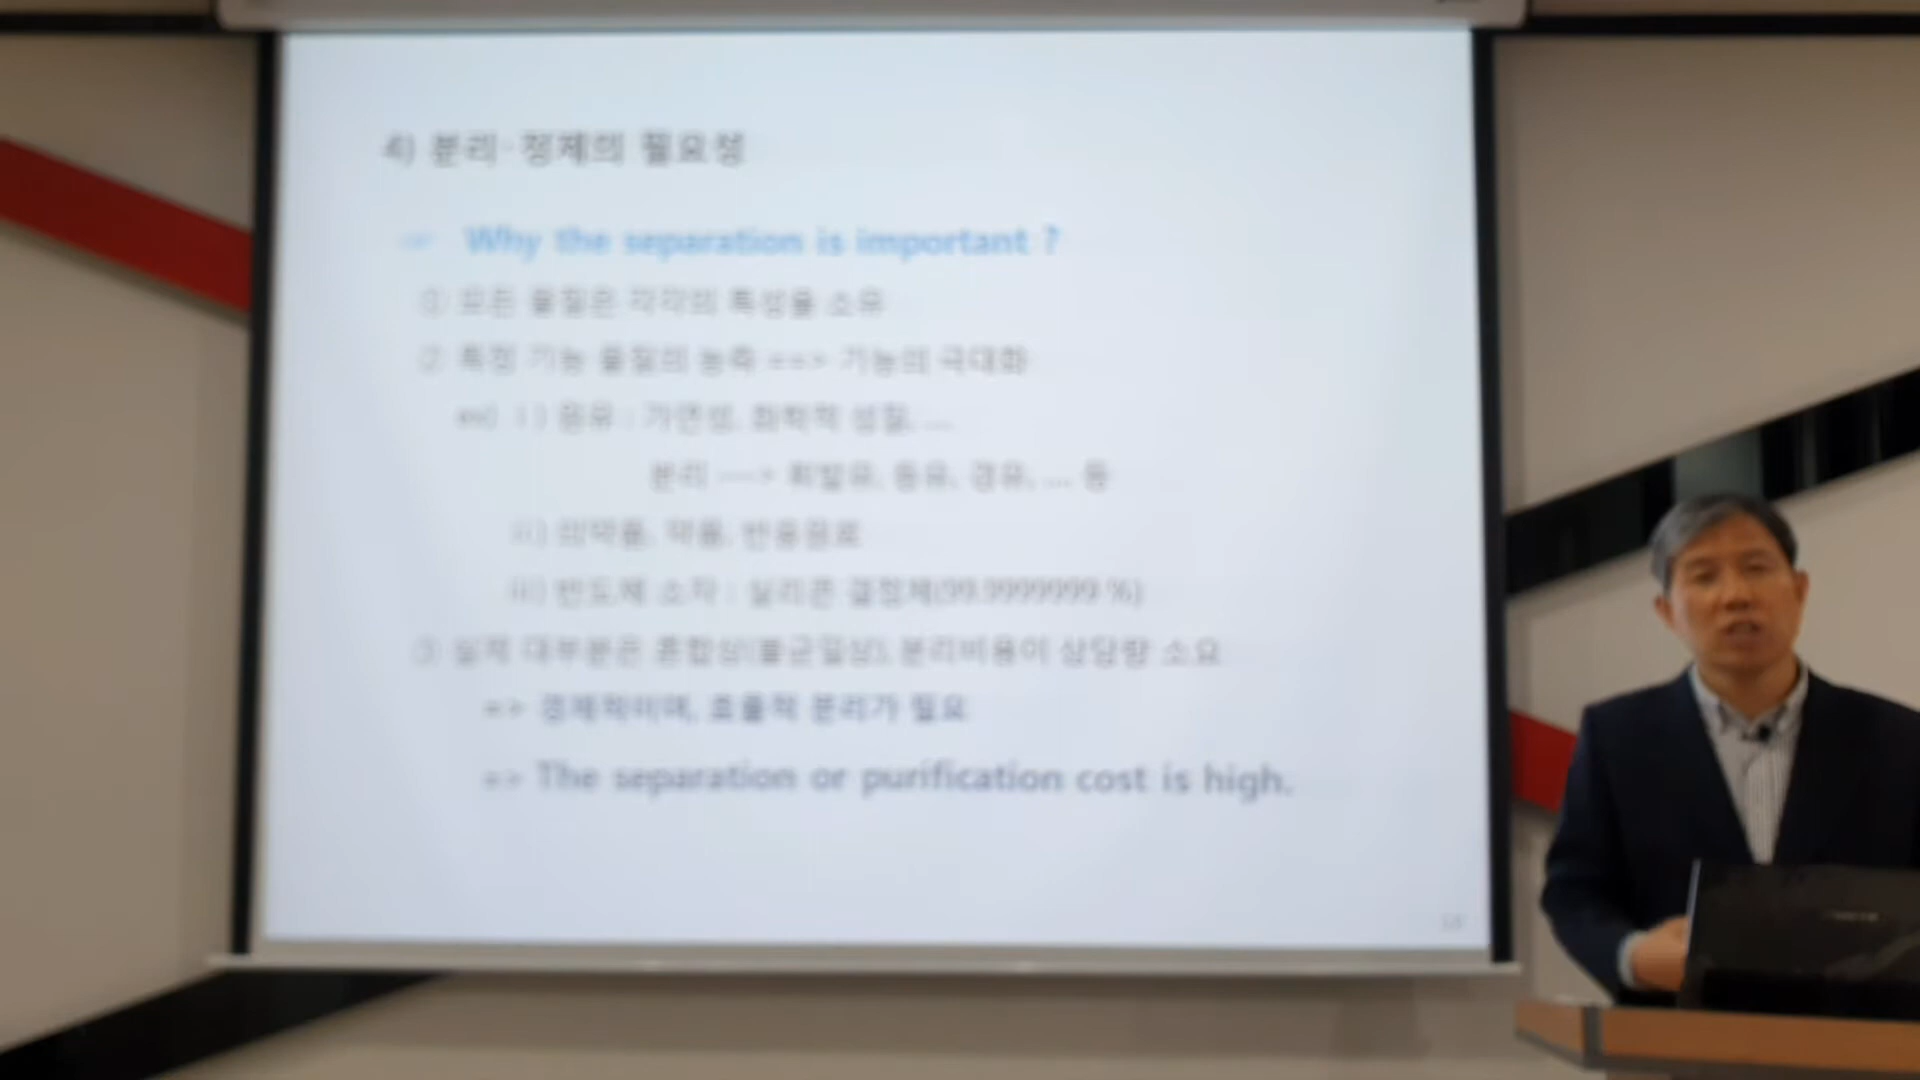 4) 분리·정제의 필요성
☞ Why the separation is important ?
① 모든 물질은 각각의 특성을 소유
② 특정 기능 물질의 농축 ==> 기능의 극대화
ex) i) 원유 : 가연성, 화학적 성질, ...
분리 ---> 휘발유, 등유, 경유, ... 등
ii) 의약품, 약품, 반응원료
iii) 반도체 소자 : 실리콘 결정체(99.9999999 %)
③ 실제 대부분은 혼합상(불균일상), 분리비용이 상당량 소요
=> 경제적이며, 효율적 분리가 필요
=> The separation or purification cost is high.